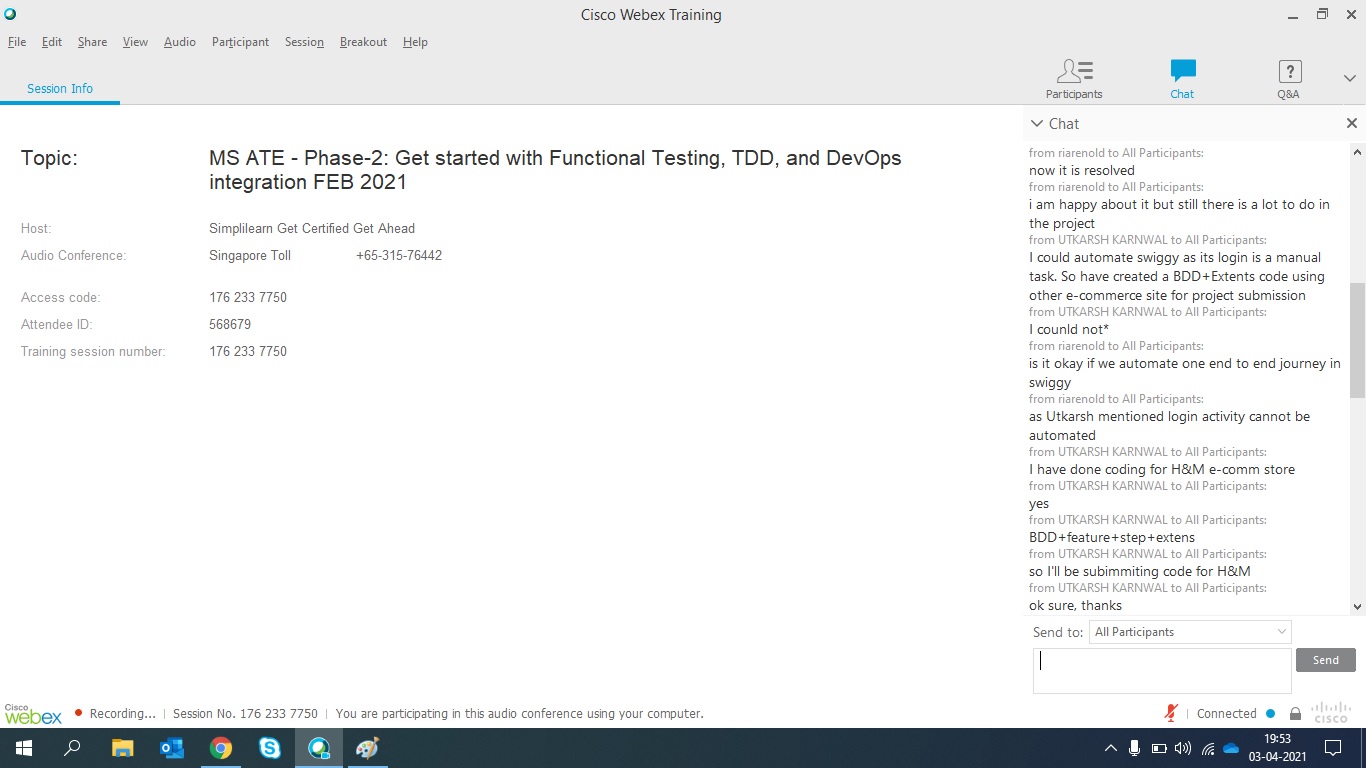 Cisco Webex Training
File Edit Share View Audio Participant Session Breakout Help
Session Info
Participants Chat Q&A
Chat
Topic: MS ATE - Phase-2: Get started with Functional Testing, TDD, and DevOps
integration FEB 2021
Host: Simplilearn Get Certified Get Ahead
Audio Conference: Singapore Toll +65-315-76442
Access code: 176 233 7750
Attendee ID: 568679
Training session number: 176 233 7750
from riarenold to All Participants:
now it is resolved
from riarenold to All Participants:
i am happy about it but still there is a lot to do in
the project
from UTKARSH KARNWAL to All Participants:
I could automate swiggy as its login is a manual
task. So have created a BDD+Extents code using
other e-commerce site for project submission
from UTKARSH KARNWAL to All Participants:
I counld not*
from riarenold to All Participants:
is it okay if we automate one end to end journey in
swiggy
from riarenold to All Participants:
as Utkarsh mentioned login activity cannot be
automated
from UTKARSH KARNWAL to All Participants:
I have done coding for H&M e-comm store
from UTKARSH KARNWAL to All Participants:
yes
from UTKARSH KARNWAL to All Participants:
BDD+feature+step+extens
from UTKARSH KARNWAL to All Participants:
so I'll be subimmiting code for H&M
from UTKARSH KARNWAL to All Participants:
ok sure, thanks
Send to: All Participants
Send
Cisco
webex Recording... Session No. 176 233 7750 You are participating in this audio conference using your computer. Connected
cisco
19:53
03-04-2021